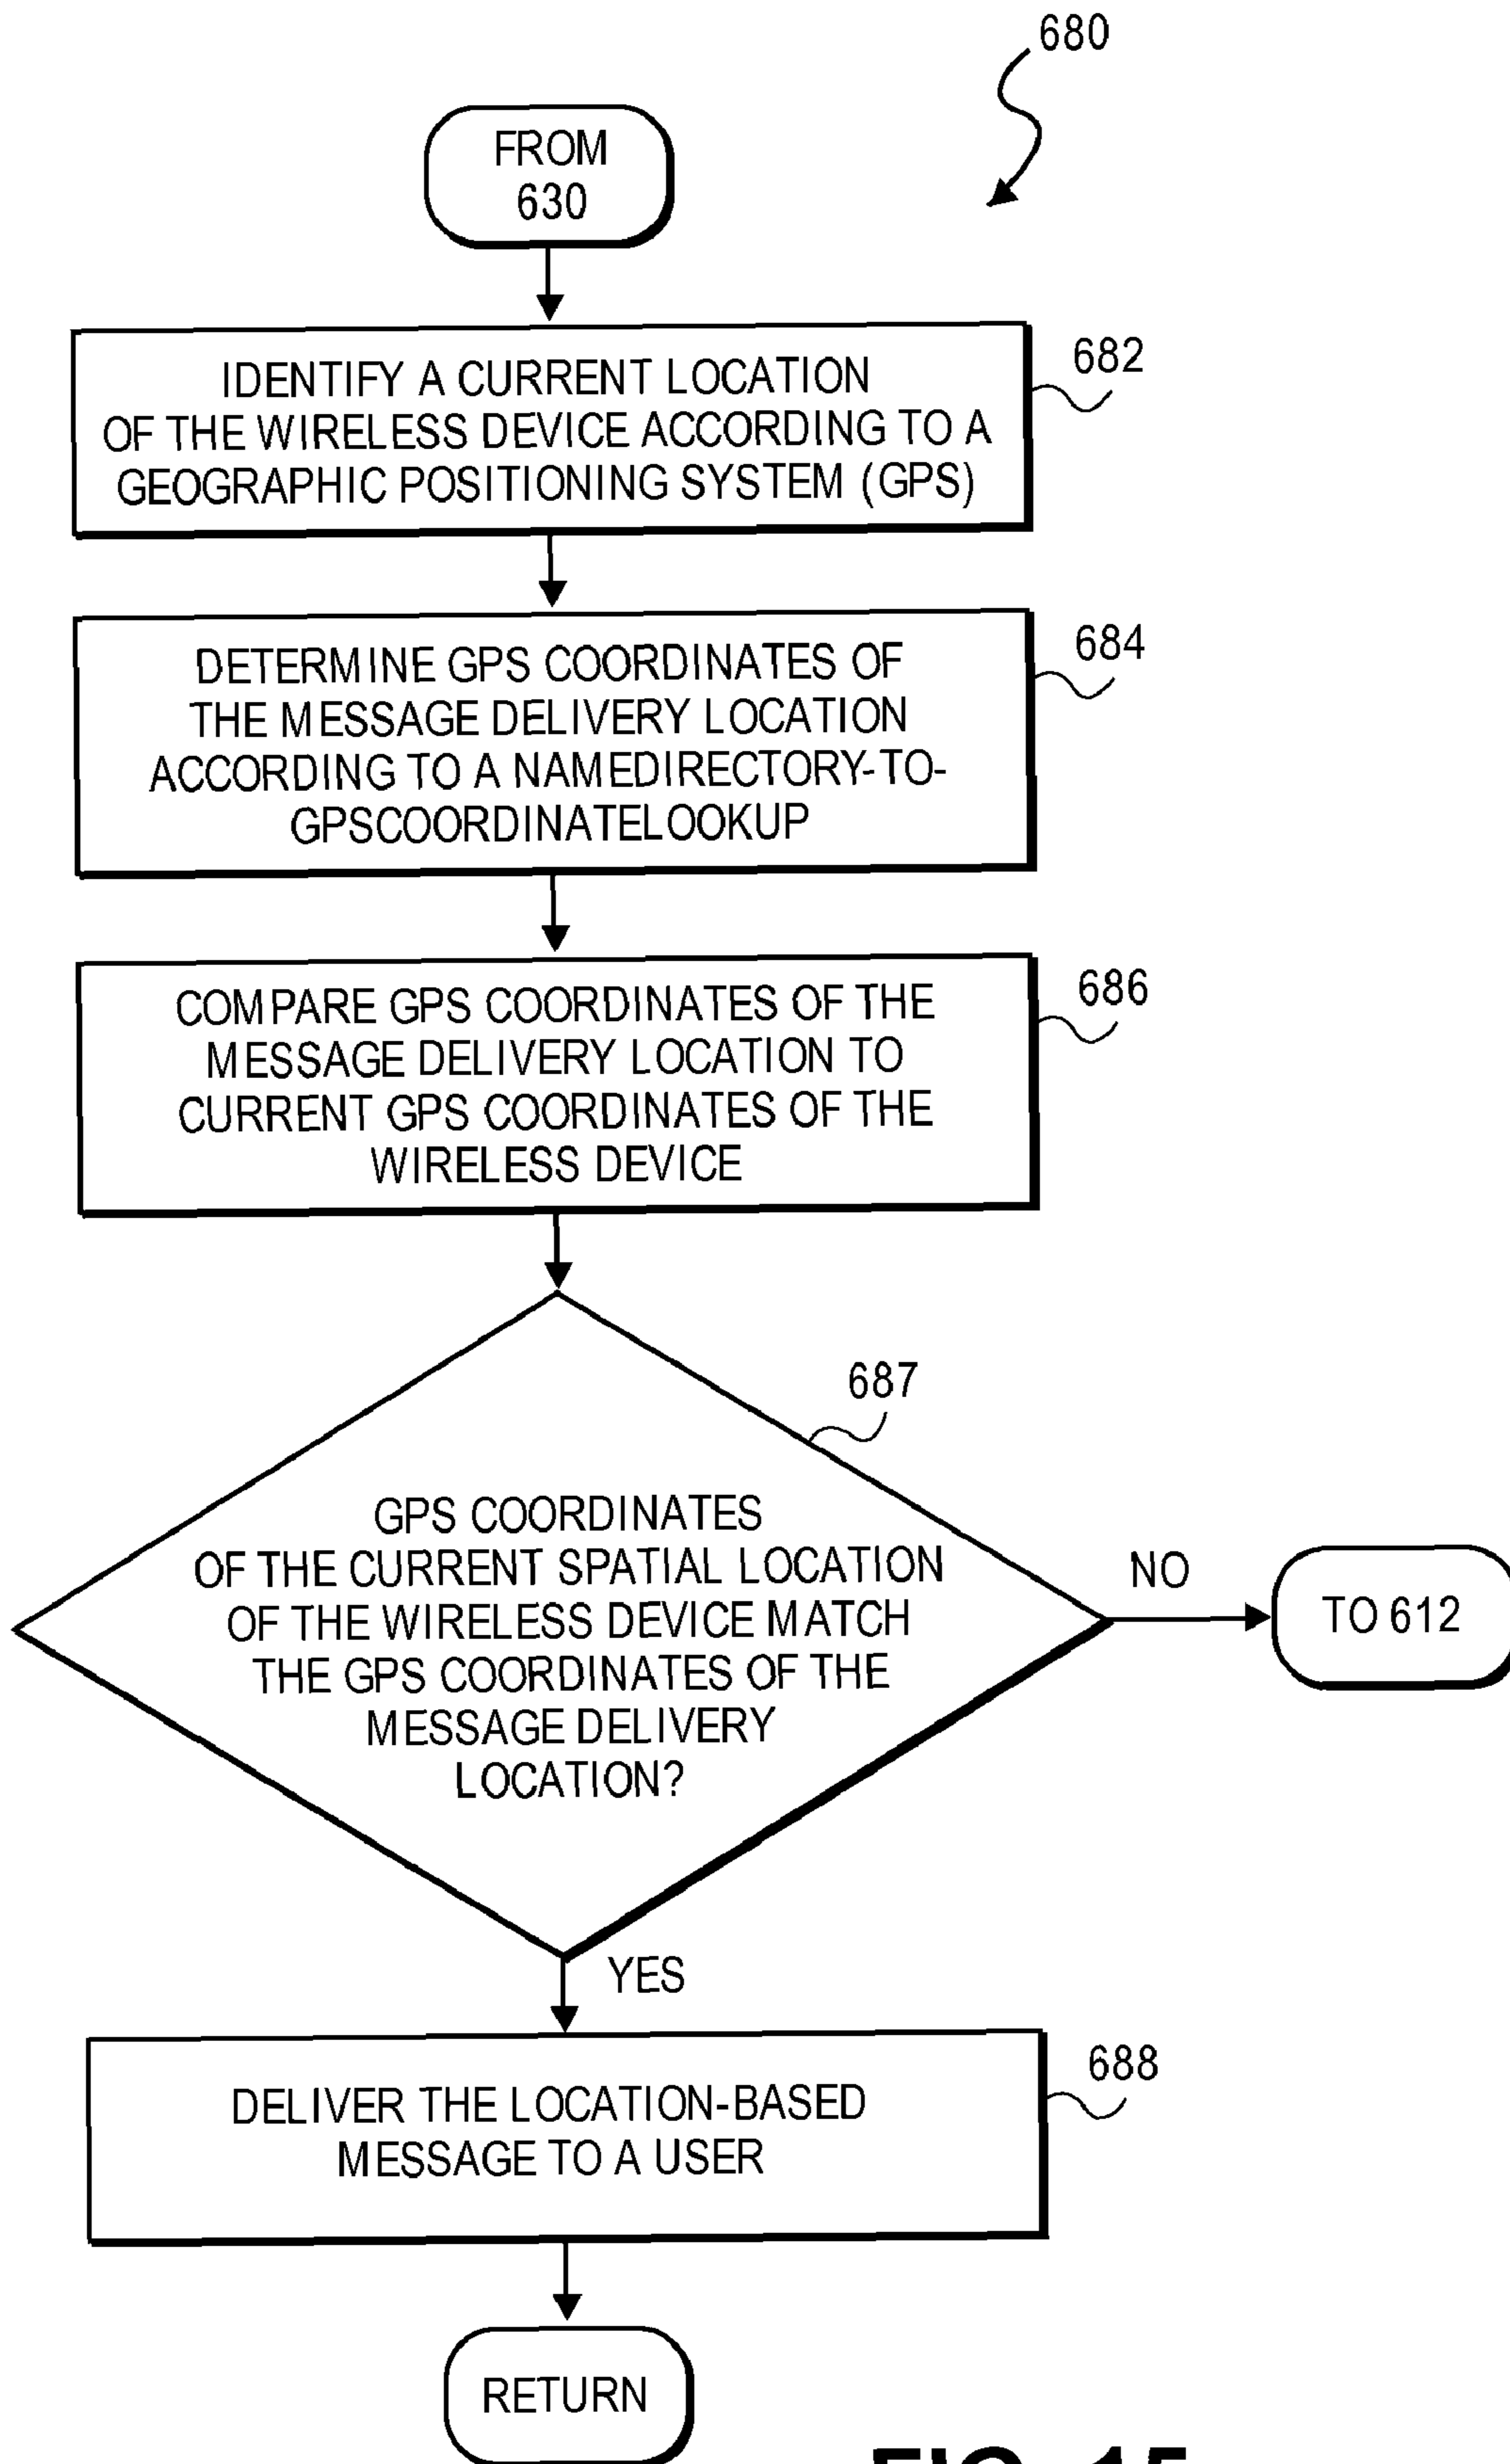 680
FROM
630
IDENTIFY A CURRENT LOCATION
OF THE WIRELESS DEVICE ACCORDING TO A
GEOGRAPHIC POSITIONING SYSTEM (GPS)
682
DETERMINE GPS COORDINATES OF
THE MESSAGE DELIVERY LOCATION
ACCORDING TO A NAMEDIRECTORY-TO-
GPSCOORDINATELOOKUP
684
COMPARE GPS COORDINATES OF THE
MESSAGE DELIVERY LOCATION TO
CURRENT GPS COORDINATES OF THE
WIRELESS DEVICE
686
687
GPS COORDINATES
OF THE CURRENT SPATIAL LOCATION
OF THE WIRELESS DEVICE MATCH
THE GPS COORDINATES OF THE
MESSAGE DELIVERY
LOCATION?
NO
TO 612
YES
DELIVER THE LOCATION-BASED
MESSAGE TO A USER
688
RETURN